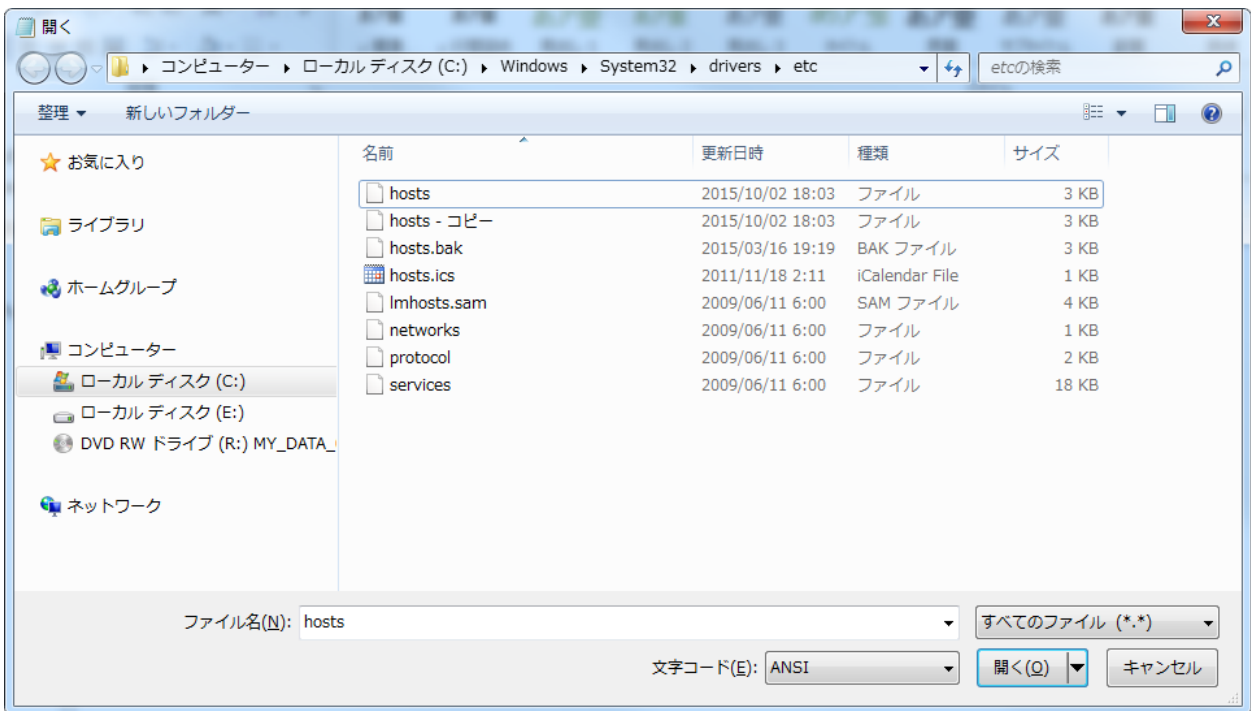 開く
コンピューター ▸ ローカル ディスク (C:) ▸ Windows ▸ System32 ▸ drivers ▸ etc
etcの検索
整理 新しいフォルダー
お気に入り
ライブラリ
ホームグループ
コンピューター
ローカル ディスク (C:)
ローカル ディスク (E:)
DVD RW ドライブ (R:) MY_DATA_
ネットワーク
名前 更新日時 種類 サイズ
hosts 2015/10/02 18:03 ファイル 3 KB
hosts - コピー 2015/10/02 18:03 ファイル 3 KB
hosts.bak 2015/03/16 19:19 BAK ファイル 3 KB
hosts.ics 2011/11/18 2:11 iCalendar File 1 KB
lmhosts.sam 2009/06/11 6:00 SAM ファイル 4 KB
networks 2009/06/11 6:00 ファイル 1 KB
protocol 2009/06/11 6:00 ファイル 2 KB
services 2009/06/11 6:00 ファイル 18 KB
ファイル名(N): hosts
すべてのファイル (*.*)
文字コード(E): ANSI
開く(O)
キャンセル